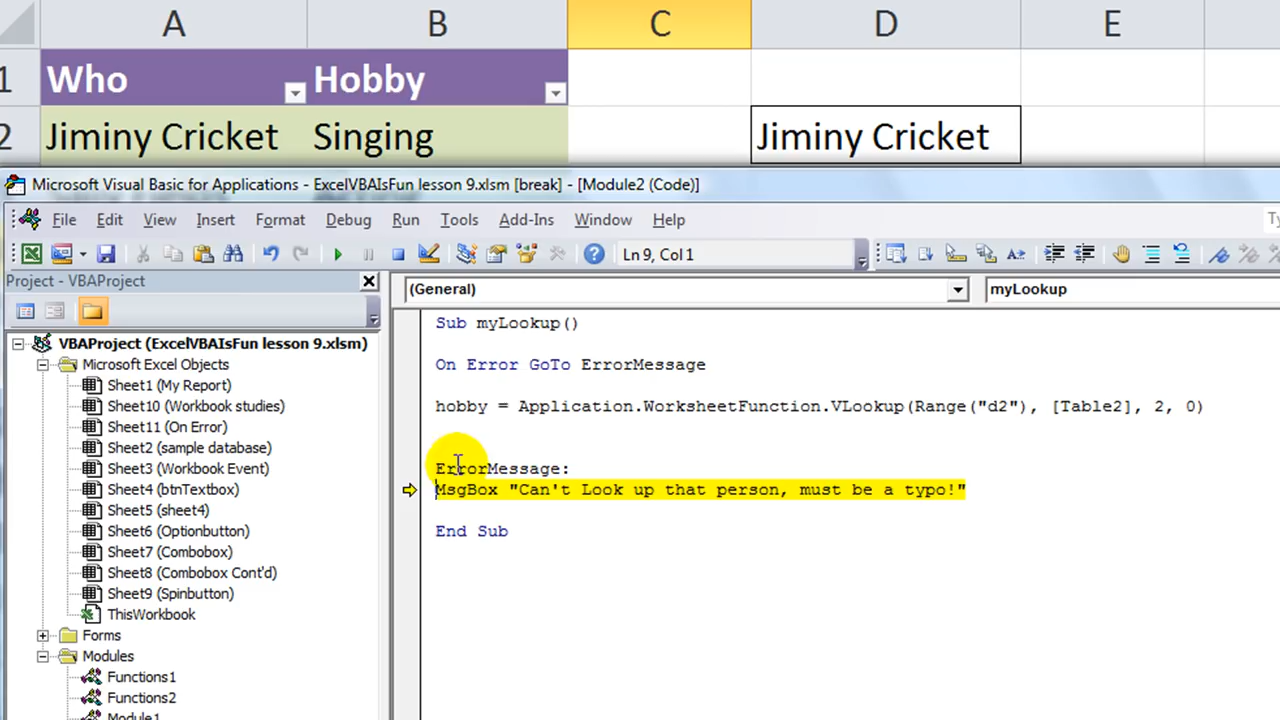 A B C D E
1 Who Hobby
2 Jiminy Cricket Singing Jiminy Cricket
Microsoft Visual Basic for Applications - ExcelVBAIsFun lesson 9.xlsm [break] - [Module2 (Code)]
File Edit View Insert Format Debug Run Tools Add-Ins Window Help
Ln 9, Col 1
Project - VBAProject
(General) myLookup
VBAProject (ExcelVBAIsFun lesson 9.xlsm)
Microsoft Excel Objects
Sheet1 (My Report)
Sheet10 (Workbook studies)
Sheet11 (On Error)
Sheet2 (sample database)
Sheet3 (Workbook Event)
Sheet4 (btnTextbox)
Sheet5 (sheet4)
Sheet6 (Optionbutton)
Sheet7 (Combobox)
Sheet8 (Combobox Cont'd)
Sheet9 (Spinbutton)
ThisWorkbook
Forms
Modules
Functions1
Functions2
Module1
Sub myLookup()
On Error GoTo ErrorMessage
hobby = Application.WorksheetFunction.VLookup(Range("d2"), [Table2], 2, 0)
ErrorMessage:
MsgBox "Can't Look up that person, must be a typo!"
End Sub